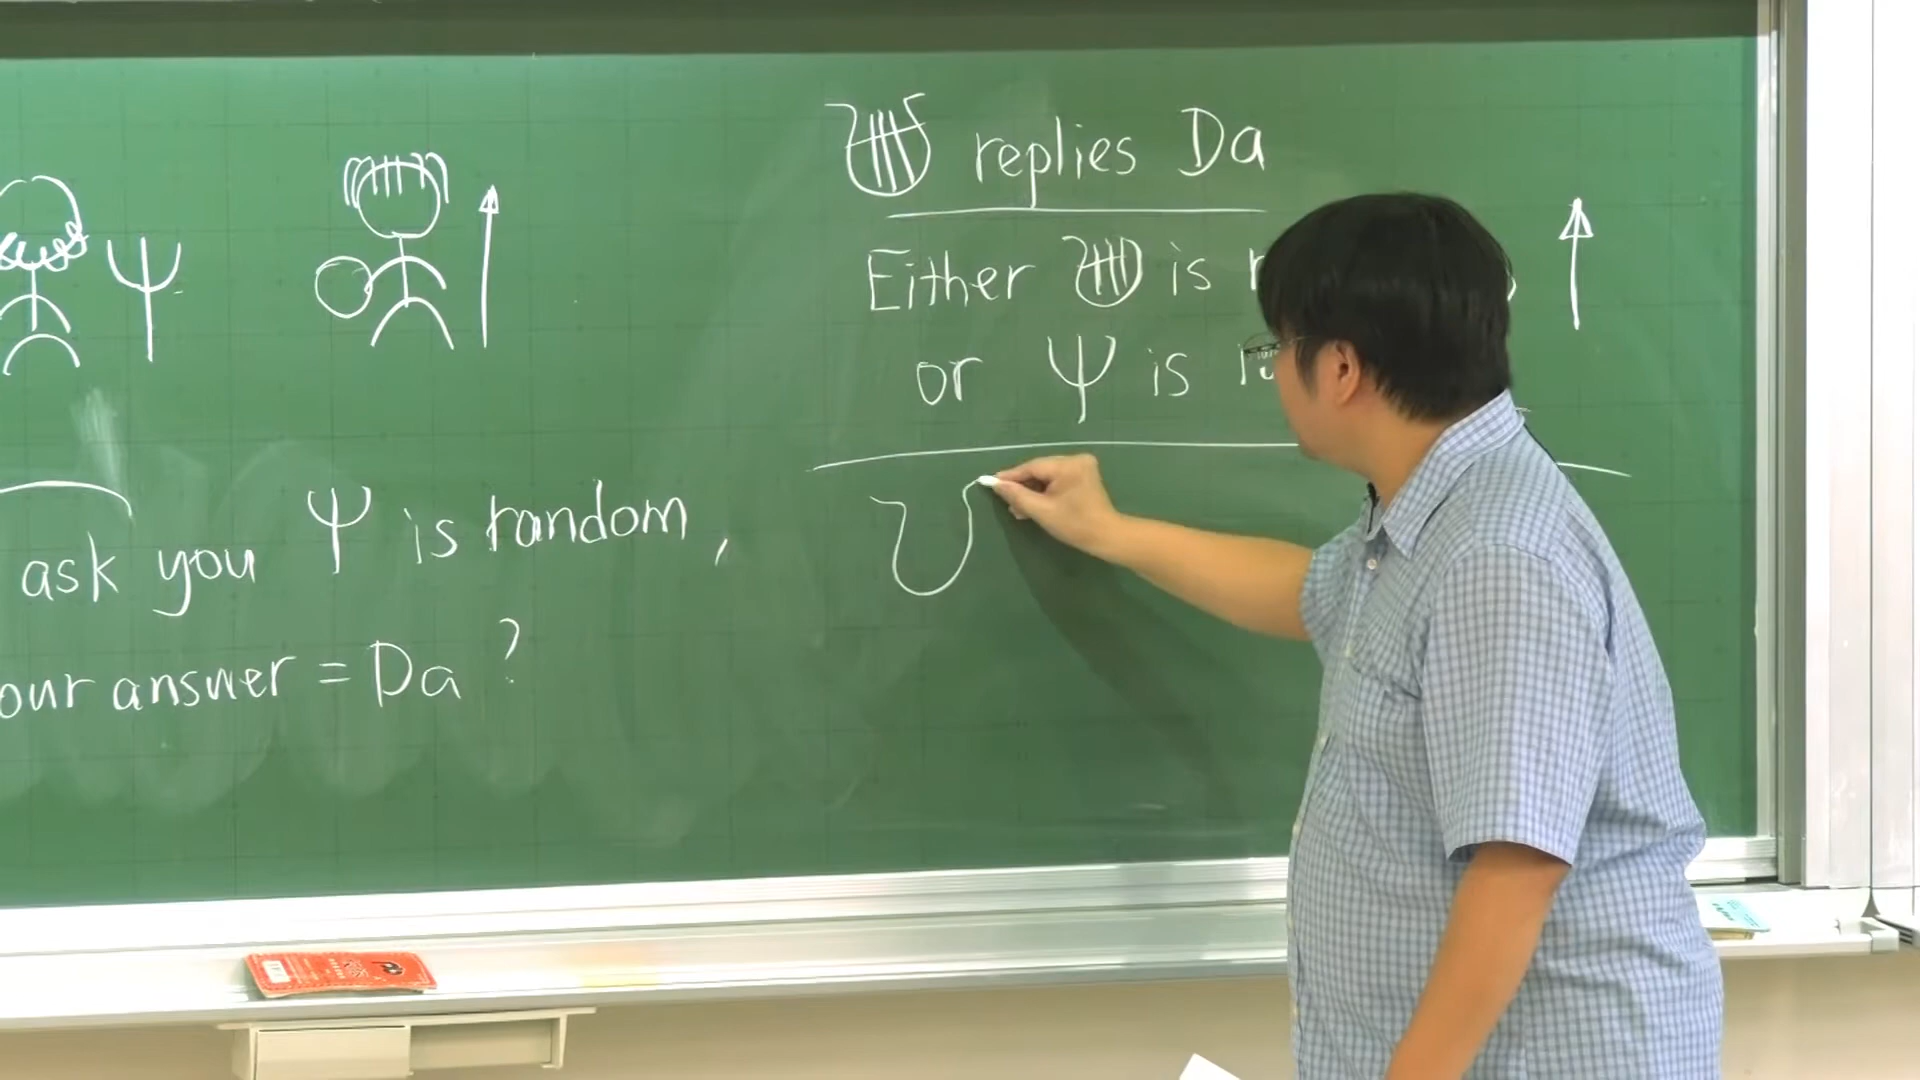 replies Da
Either is
or Ψ is
ask you Ψ is random,
our answer = Da ?